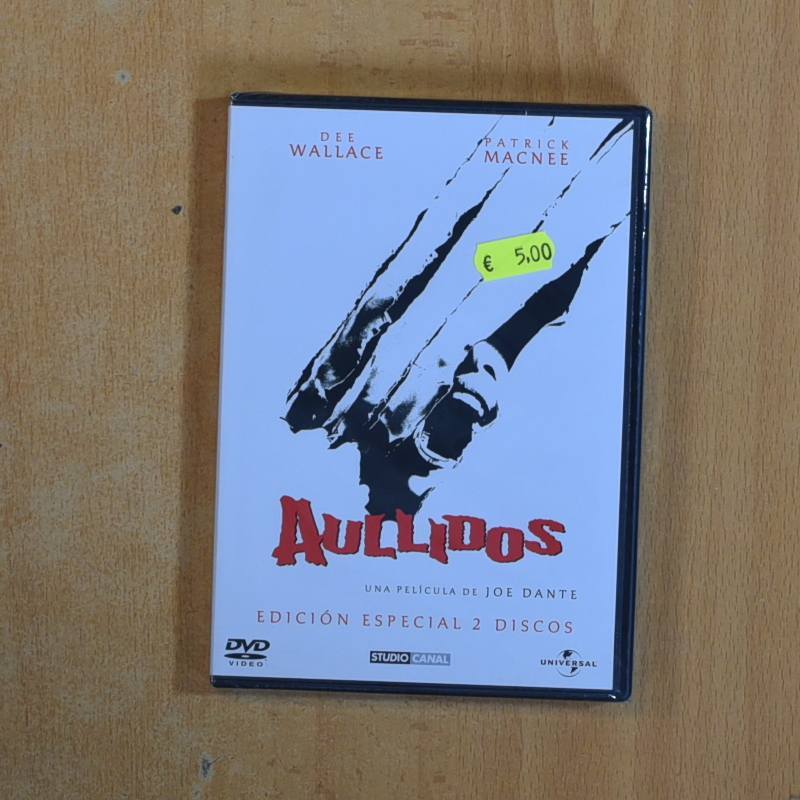 DEE
WALLACE
PATRICK
MACNEE
€ 5,00
AULLIDOS
UNA PELÍCULA DE JOE DANTE
EDICIÓN ESPECIAL 2 DISCOS
DVD
VIDEO
STUDIO CANAL
UNIVERSAL